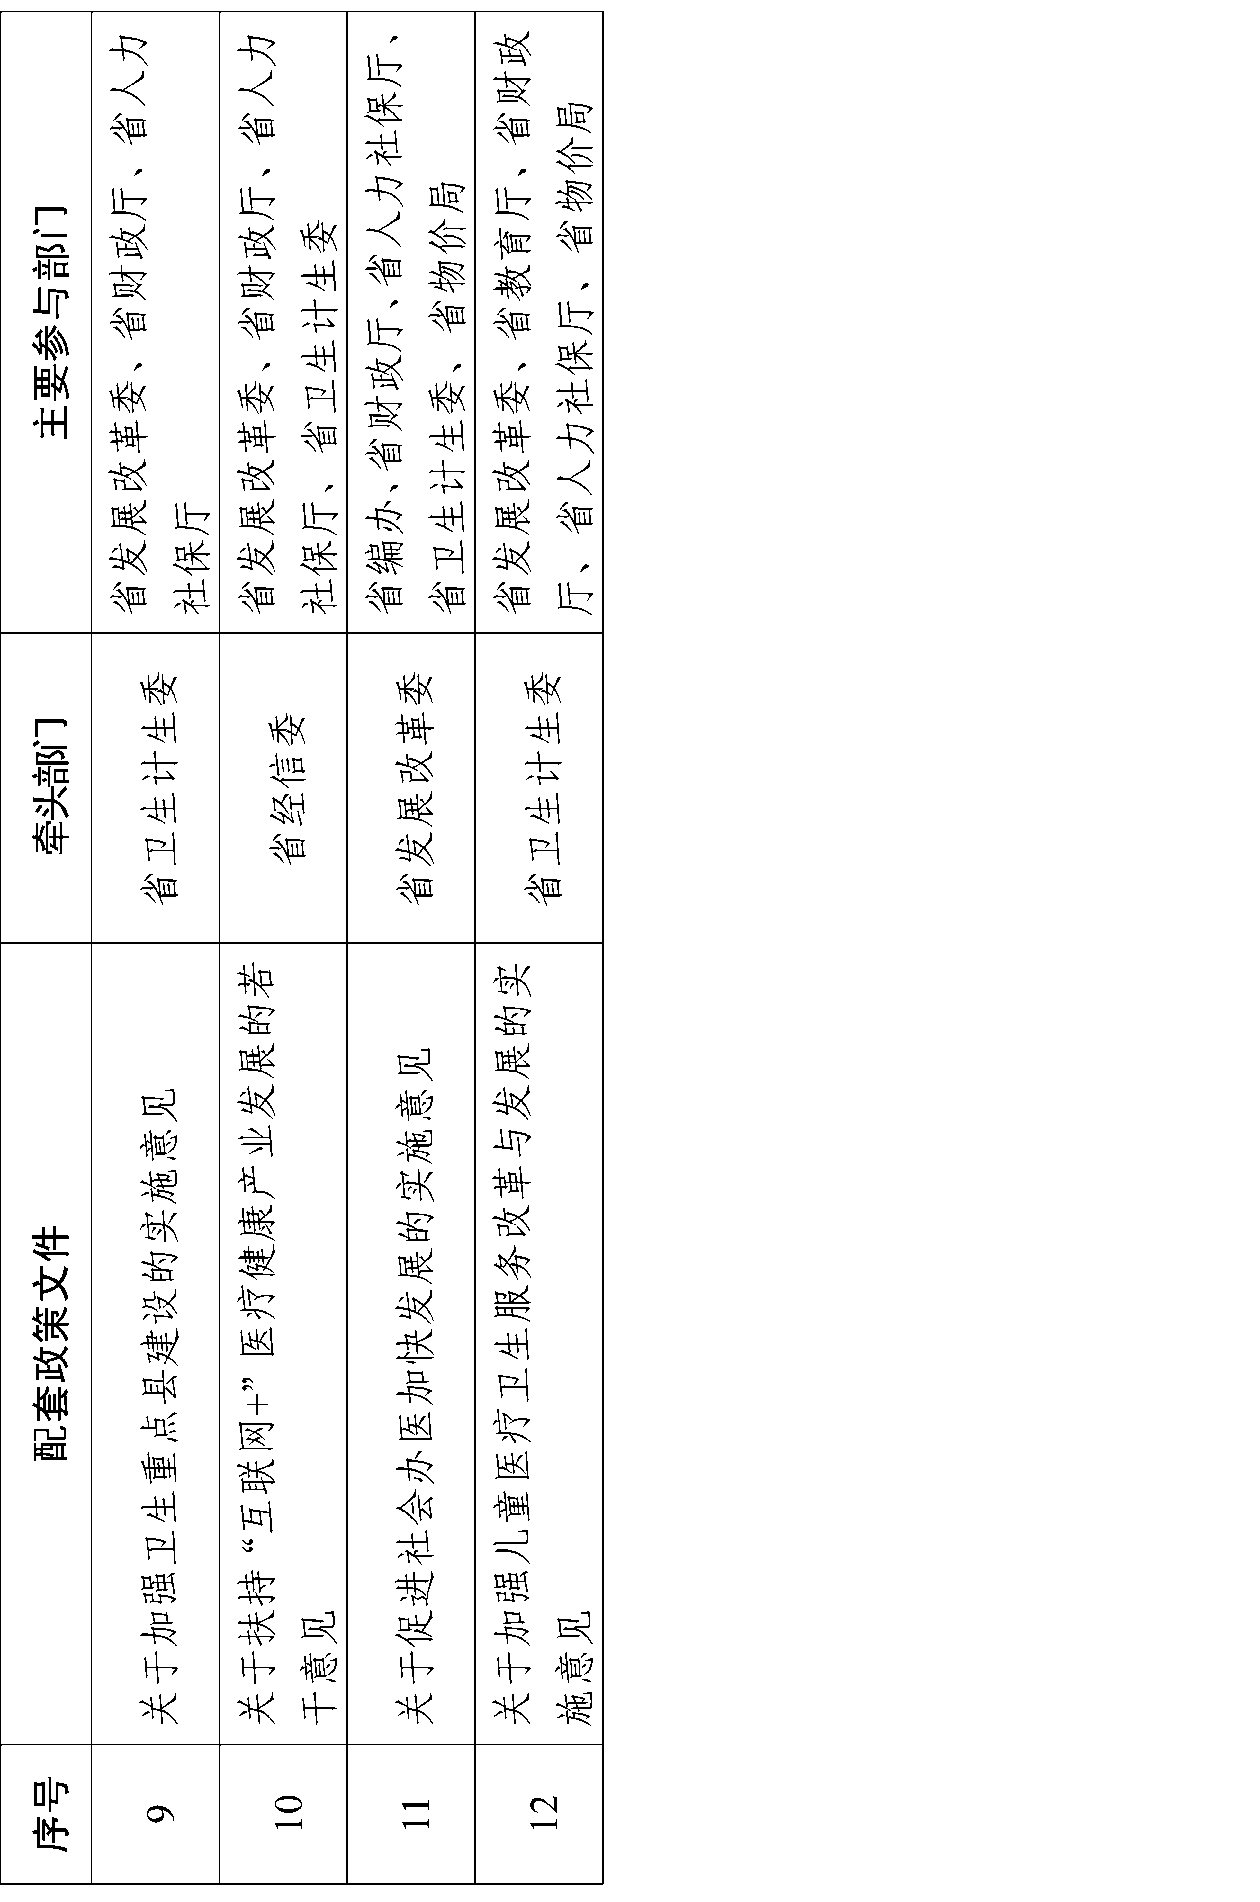 序号
配套政策文件
牵头部门
主要参与部门
9
关于加强卫生重点县建设的实施意见
省卫生计生委
省发展改革委、省财政厅、省人力
社保厅
10
关于扶持“互联网+”医疗健康产业发展的若
干意见
省经信委
省发展改革委、省财政厅、省人力
社保厅、省卫生计生委
11
关于促进社会办医加快发展的实施意见
省发展改革委
省编办、省财政厅、省人力社保厅、
省卫生计生委、省物价局
12
关于加强儿童医疗卫生服务改革与发展的实
施意见
省卫生计生委
省发展改革委、省教育厅、省财政
厅、省人力社保厅、省物价局